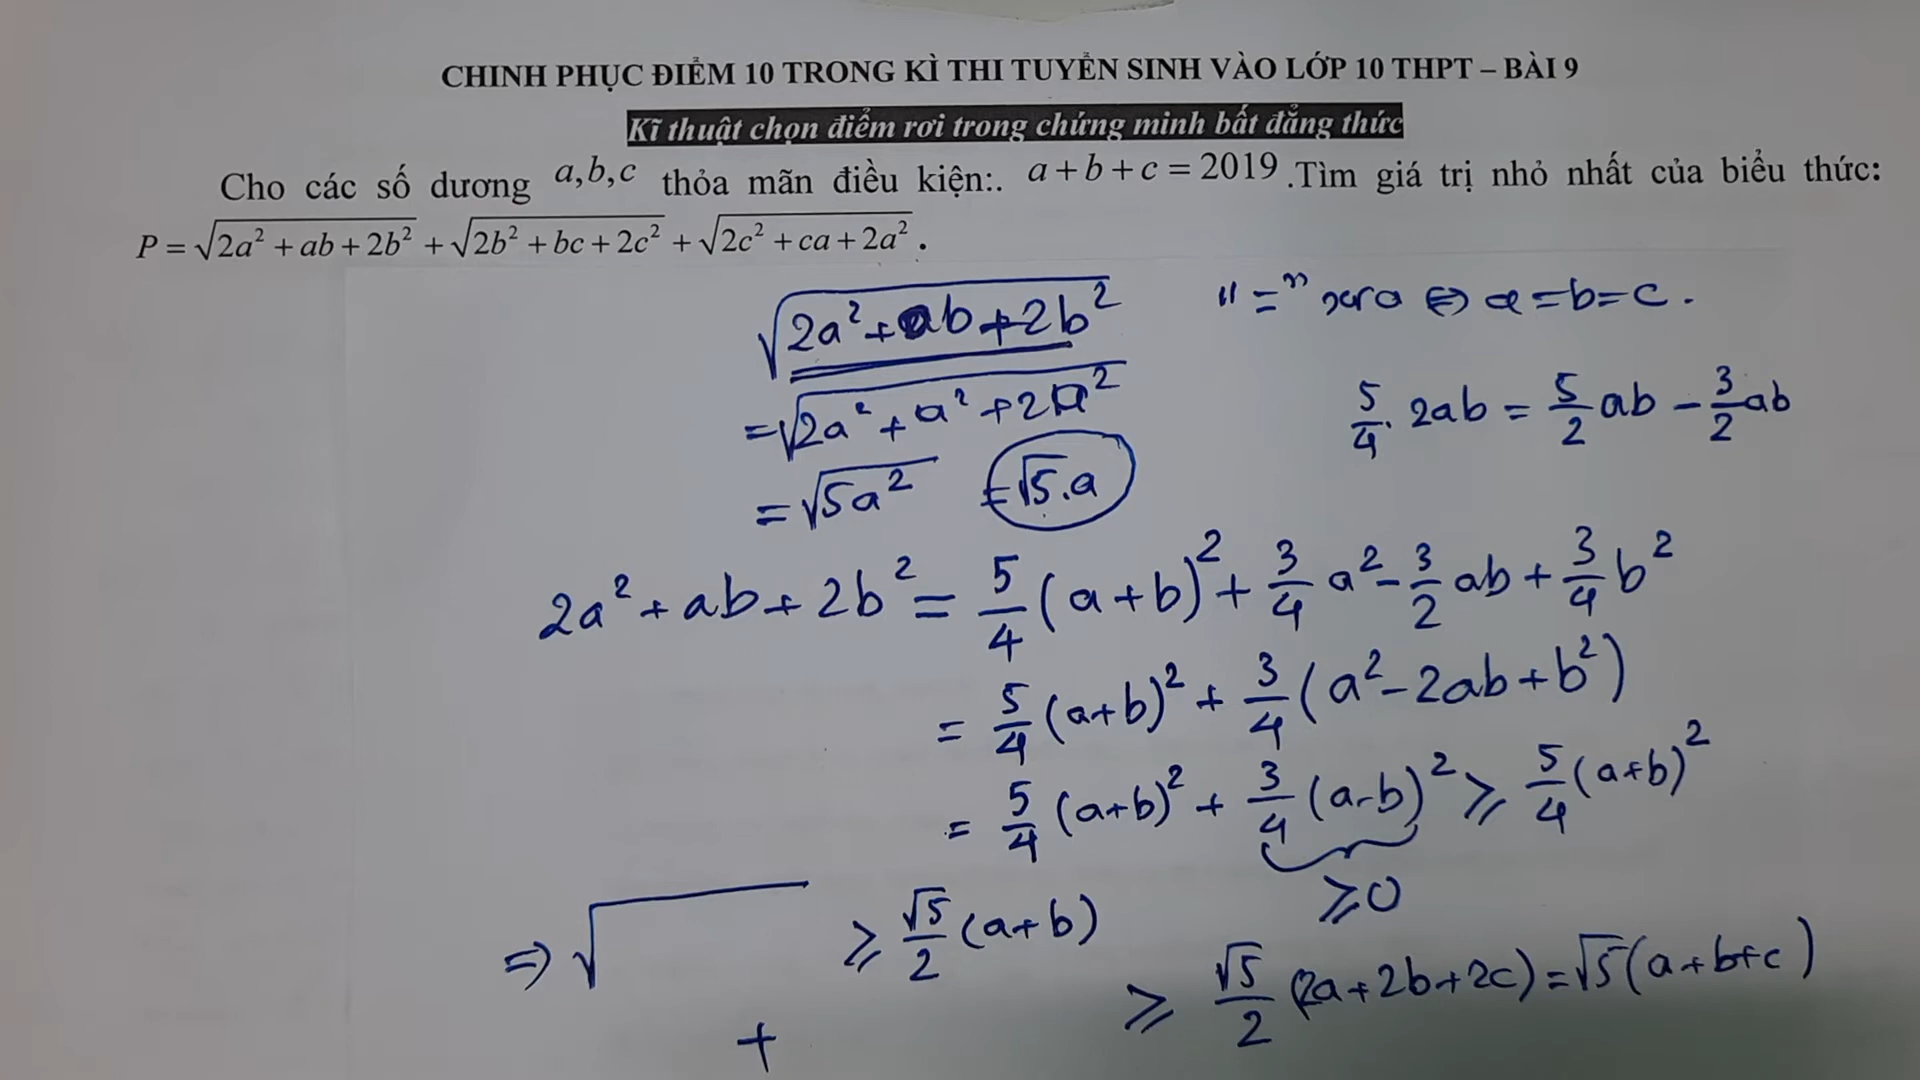 CHINH PHỤC ĐIỂM 10 TRONG KÌ THI TUYỂN SINH VÀO LỚP 10 THPT – BÀI 9
Kĩ thuật chọn điểm rơi trong chứng minh bất đẳng thức
Cho các số dương a,b,c thỏa mãn điều kiện:. a+b+c = 2019 .Tìm giá trị nhỏ nhất của biểu thức:
P = √(2a² + ab + 2b²) + √(2b² + bc + 2c²) + √(2c² + ca + 2a²) .
√(2a² + ab + 2b²)
"=" xảy ra ⇔ a=b=c.
= √(2a² + a² + 2a²)
5/4 . 2ab = 5/2 ab - 3/2 ab
= √(5a²) = √5.a
2a² + ab + 2b² = 5/4 (a+b)² + 3/4 a² - 3/2 ab + 3/4 b²
= 5/4 (a+b)² + 3/4 (a² - 2ab + b²)
= 5/4 (a+b)² + 3/4 (a-b)² ⩾ 5/4 (a+b)²
⩾0
⇒ √ ⩾ √5/2 (a+b)
⩾ √5/2 (2a+2b+2c) = √5 (a+b+c)
+